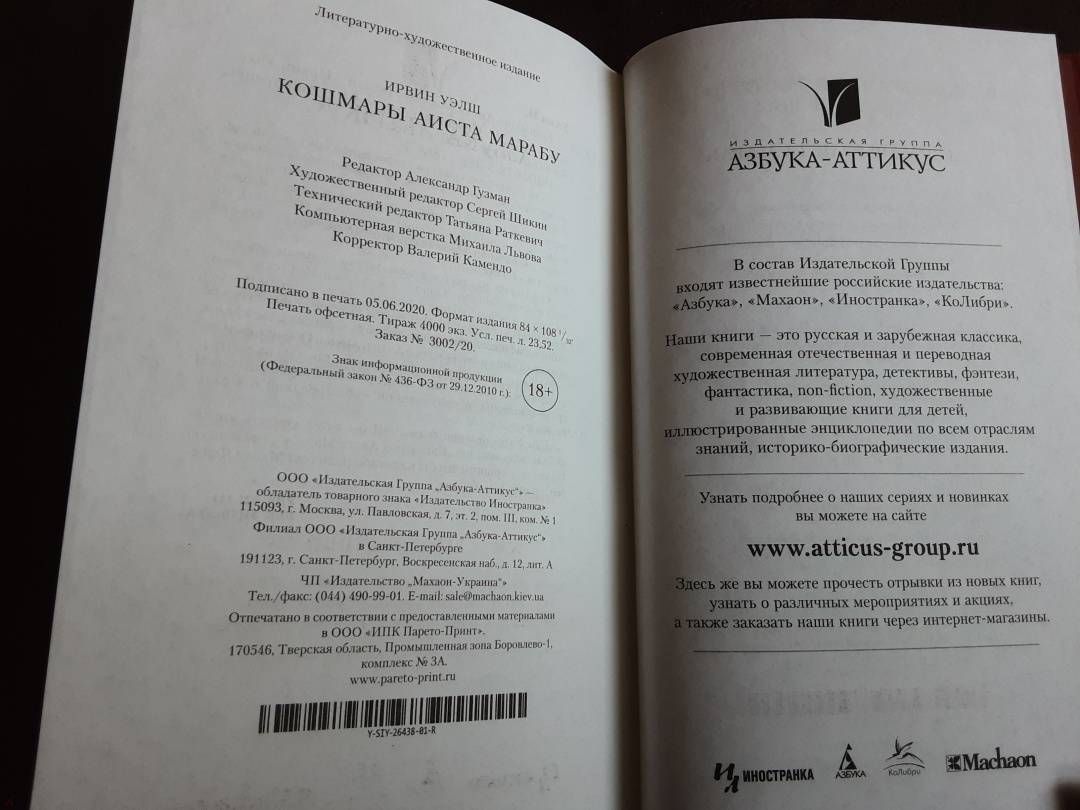 Литературно-художественное издание
ИРВИН УЭЛШ
КОШМАРЫ АИСТА МАРАБУ
Редактор Александр Гузман
Художественный редактор Сергей Шикин
Технический редактор Татьяна Раткевич
Компьютерная верстка Михаила Львова
Корректор Валерий Камендо
Подписано в печать 05.06.2020. Формат издания 84 × 108 1/32.
Печать офсетная. Тираж 4000 экз. Усл. печ. л. 23,52.
Заказ № 3002/20.
Знак информационной продукции
(Федеральный закон № 436-ФЗ от 29.12.2010 г.):
18+
ООО «Издательская Группа „Азбука-Аттикус“» —
обладатель товарного знака «Издательство Иностранка»
115093, г. Москва, ул. Павловская, д. 7, эт. 2, пом. III, ком. № 1
Филиал ООО «Издательская Группа „Азбука-Аттикус“»
в Санкт-Петербурге
191123, г. Санкт-Петербург, Воскресенская наб., д. 12, лит. А
ЧП «Издательство „Махаон-Украина“»
Тел./факс: (044) 490-99-01. E-mail: sale@machaon.kiev.ua
Отпечатано в соответствии с предоставленными материалами
в ООО «ИПК Парето-Принт».
170546, Тверская область, Промышленная зона Боровлево-1,
комплекс № 3А.
www.pareto-print.ru
Y-SIY-26438-01-R
ИЗДАТЕЛЬСКАЯ ГРУППА
АЗБУКА-АТТИКУС
В состав Издательской Группы
входят известнейшие российские издательства:
«Азбука», «Махаон», «Иностранка», «КоЛибри».
Наши книги — это русская и зарубежная классика,
современная отечественная и переводная
художественная литература, детективы, фэнтези,
фантастика, non-fiction, художественные
и развивающие книги для детей,
иллюстрированные энциклопедии по всем отраслям
знаний, историко-биографические издания.
Узнать подробнее о наших сериях и новинках
вы можете на сайте
www.atticus-group.ru
Здесь же вы можете прочесть отрывки из новых книг,
узнать о различных мероприятиях и акциях,
а также заказать наши книги через интернет-магазины.
ИЛ ИНОСТРАНКА
АЗБУКА
КоЛибри
Machaon